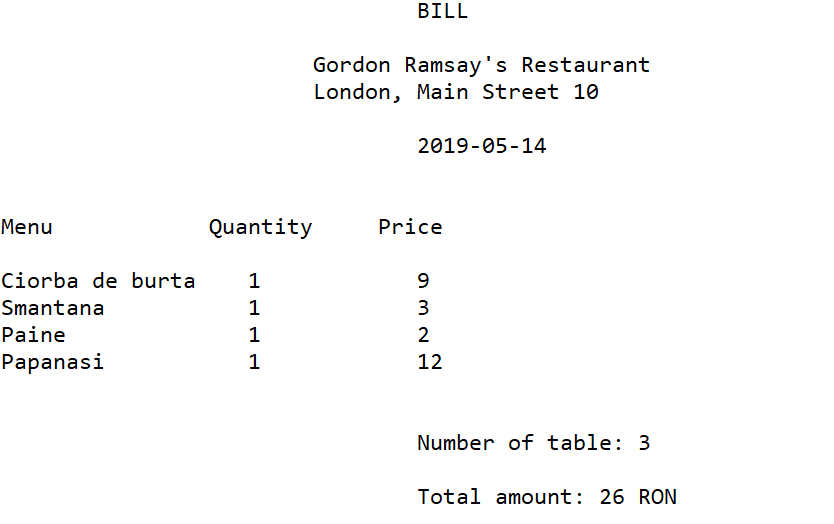 BILL
Gordon Ramsay's Restaurant
London, Main Street 10
2019-05-14
Menu Quantity Price
Ciorba de burta 1 9
Smantana 1 3
Paine 1 2
Papanasi 1 12
Number of table: 3
Total amount: 26 RON